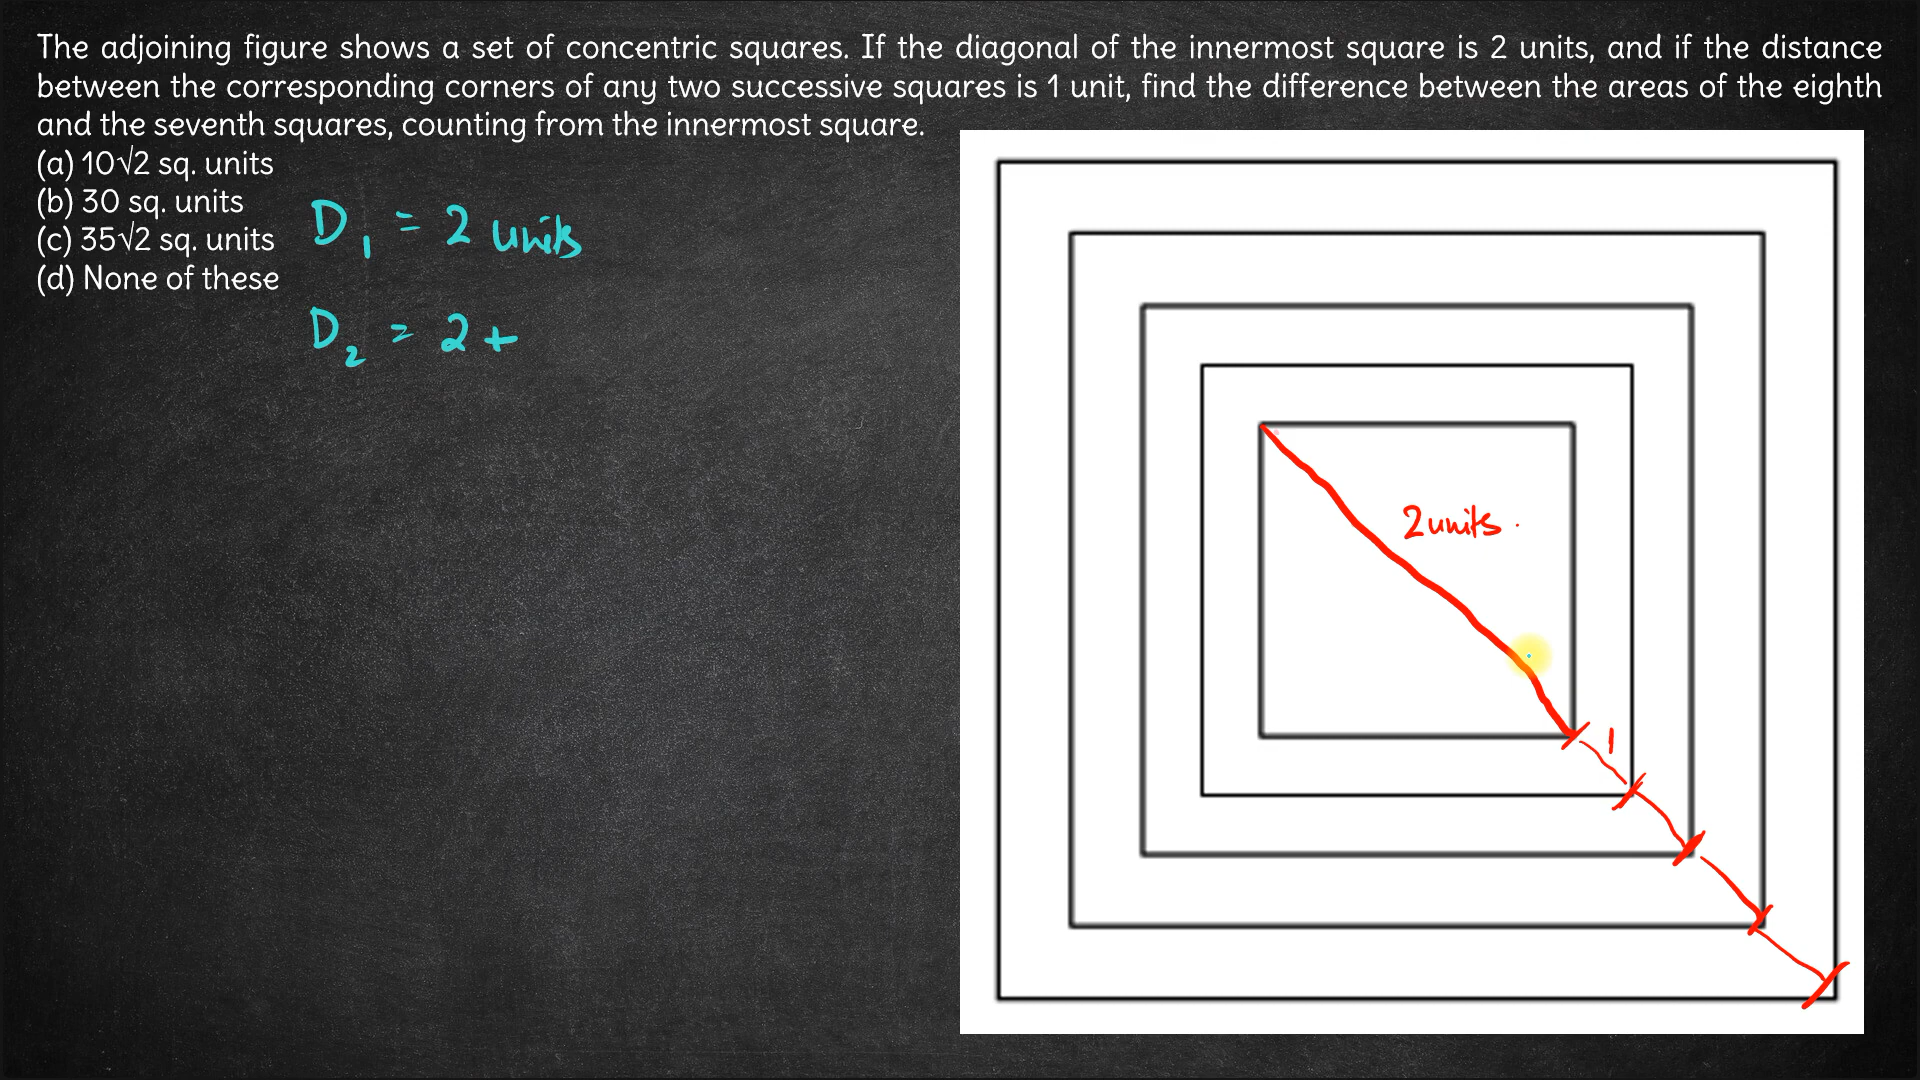 The adjoining figure shows a set of concentric squares. If the diagonal of the innermost square is 2 units, and if the distance
between the corresponding corners of any two successive squares is 1 unit, find the difference between the areas of the eighth
and the seventh squares, counting from the innermost square.
(a) 10√2 sq. units
(b) 30 sq. units
(c) 35√2 sq. units
(d) None of these
D₁ = 2 units
D₂ = 2 +
2 units.
1